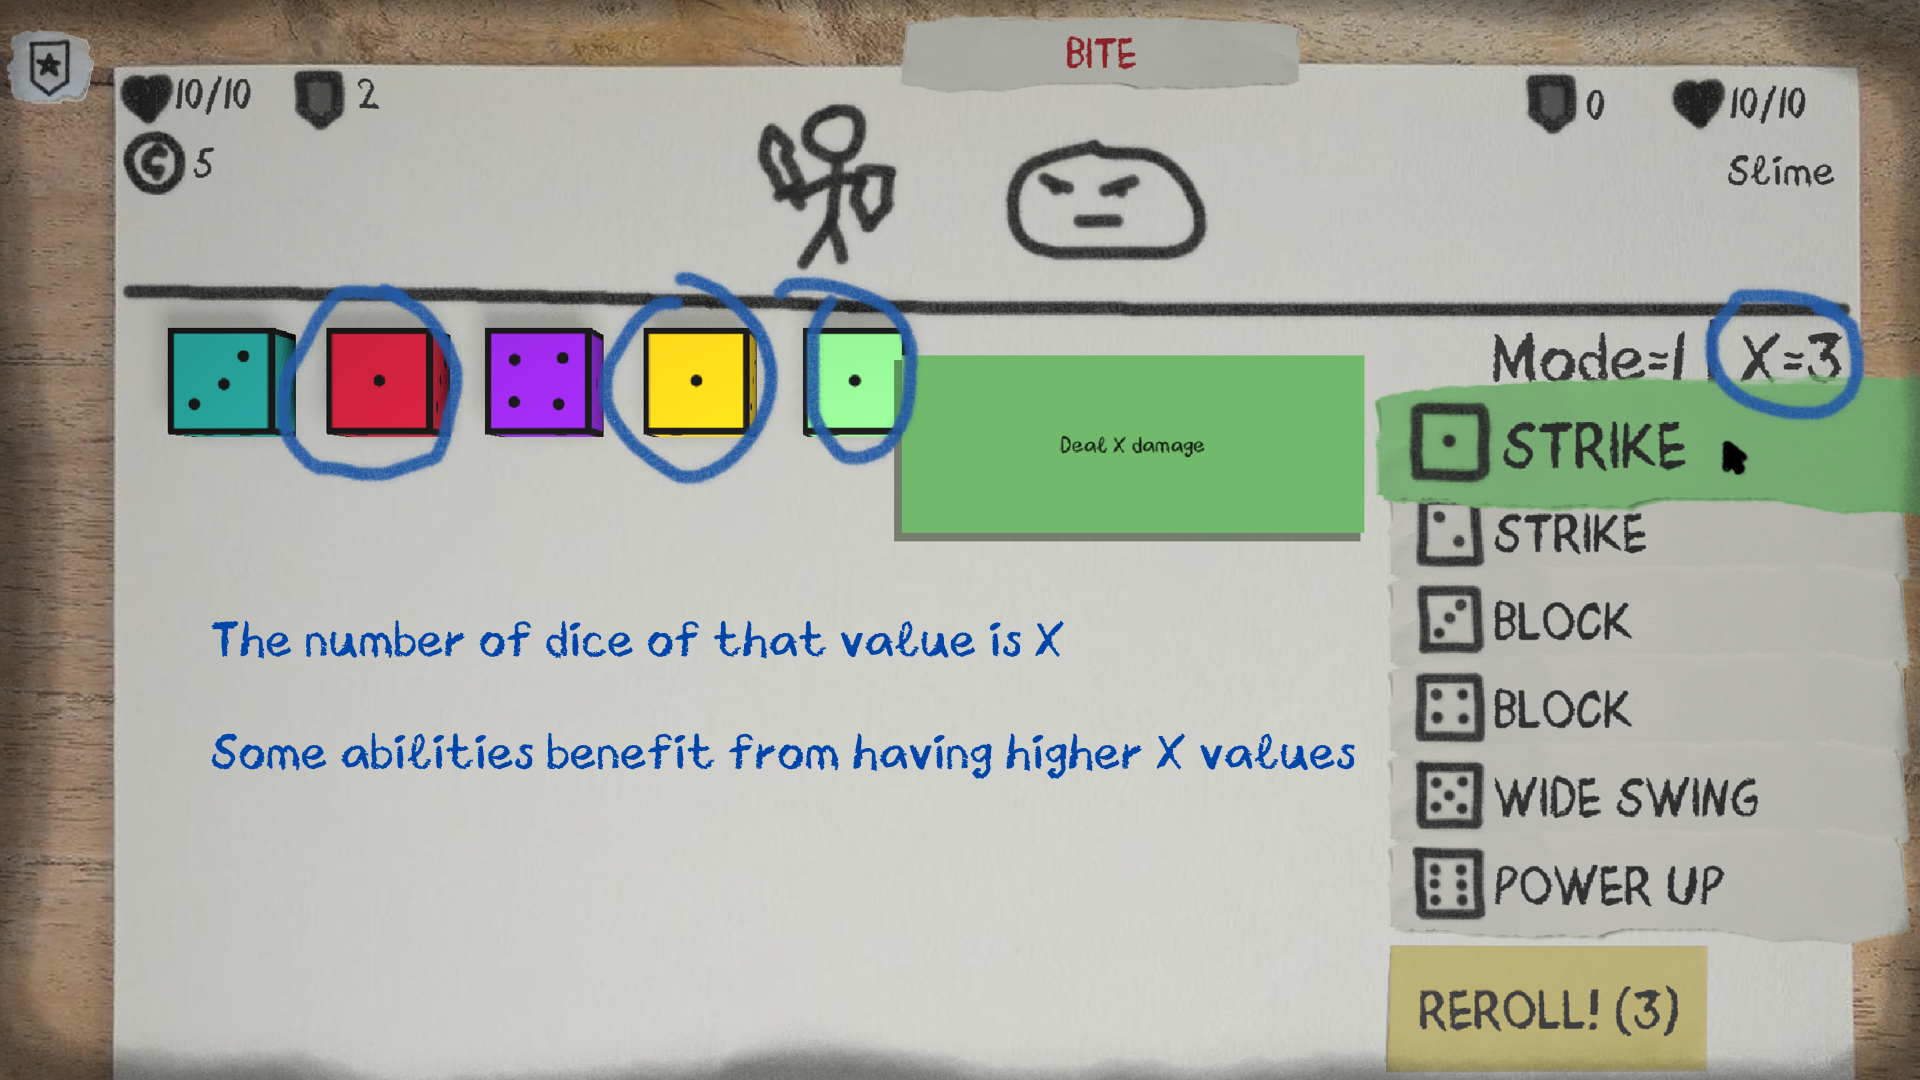 BITE
10/10 2
5
0 10/10
Slime
Mode=1 X=3
Deal X damage
STRIKE
STRIKE
BLOCK
BLOCK
WIDE SWING
POWER UP
The number of dice of that value is X
Some abilities benefit from having higher X values
REROLL! (3)